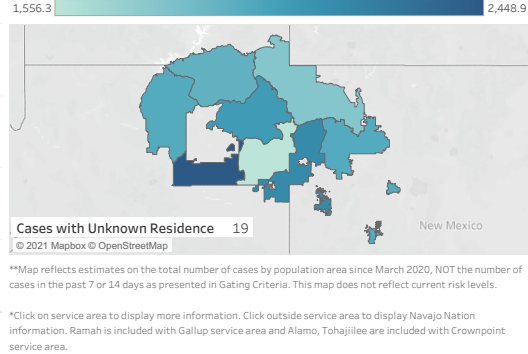 1,556.3 2,448.9
New Mexico
Cases with Unknown Residence 19
© 2021 Mapbox © OpenStreetMap
**Map reflects estimates on the total number of cases by population area since March 2020, NOT the number of
cases in the past 7 or 14 days as presented in Gating Criteria. This map does not reflect current risk levels.
*Click on service area to display more information. Click outside service area to display Navajo Nation
information. Ramah is included with Gallup service area and Alamo, Tohajiilee are included with Crownpoint
service area.